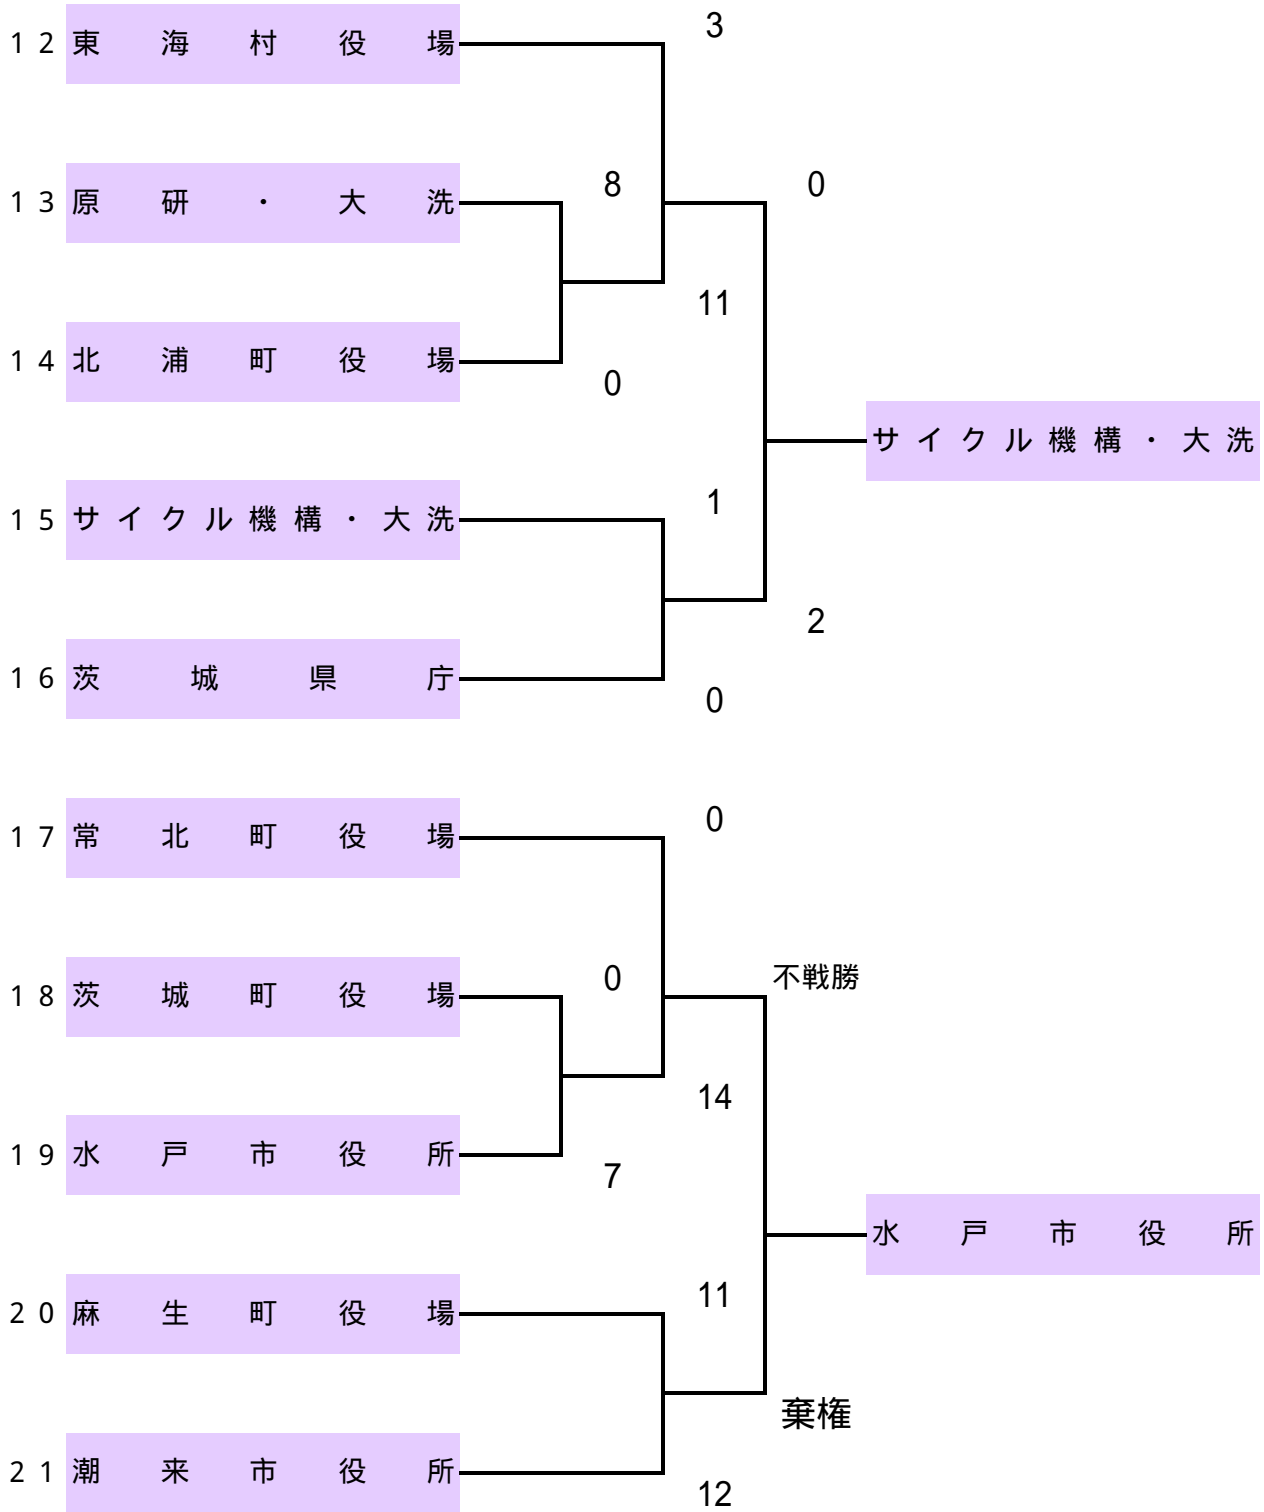 3
12 東海村役場
8
0
13 原研・大洗
11
14 北浦町役場
0
サイクル機構・大洗
1
15 サイクル機構・大洗
2
16 茨城県庁
0
0
17 常北町役場
0
不戦勝
18 茨城町役場
14
19 水戸市役所
7
水戸市役所
11
20 麻生町役場
棄権
21 潮来市役所
12